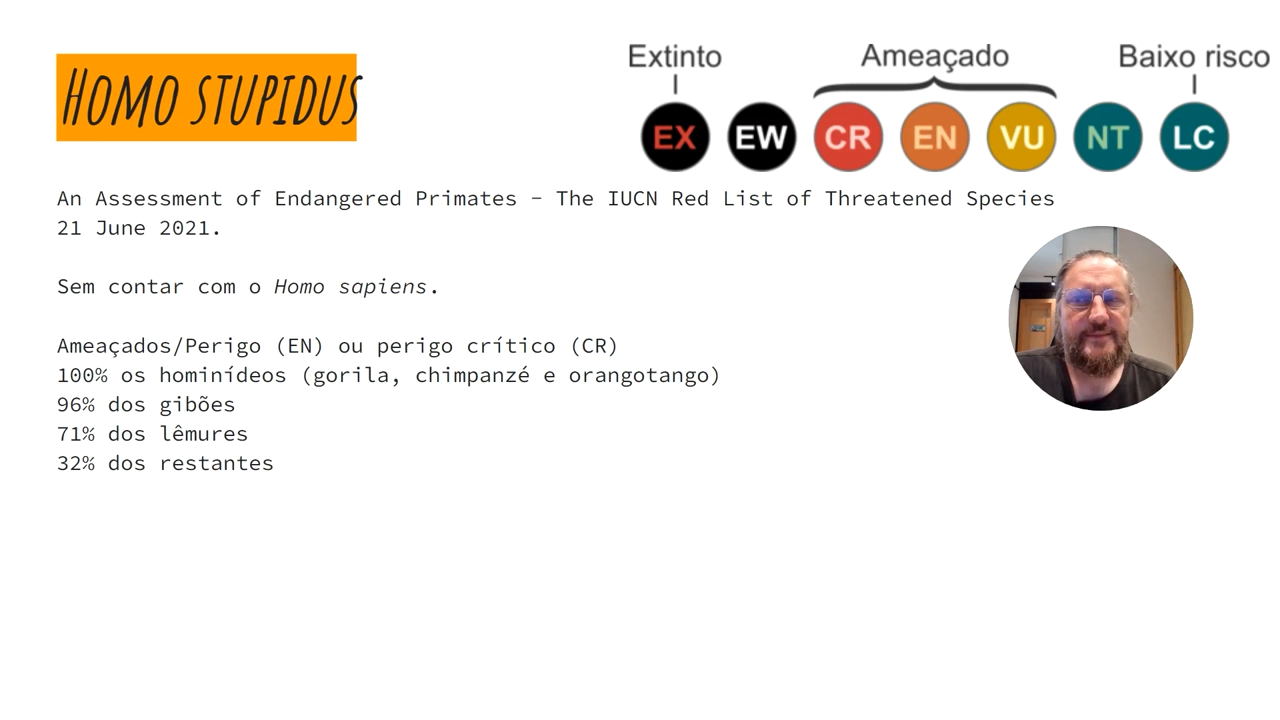 Homo stupidus
Extinto
Ameaçado
Baixo risco
EX EW CR EN VU NT LC
An Assessment of Endangered Primates - The IUCN Red List of Threatened Species
21 June 2021.
Sem contar com o Homo sapiens.
Ameaçados/Perigo (EN) ou perigo crítico (CR)
100% os hominídeos (gorila, chimpanzé e orangotango)
96% dos gibões
71% dos lêmures
32% dos restantes